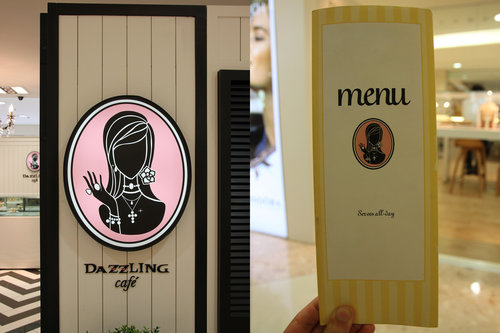 DAZZLING
café
menu
Serves all-day